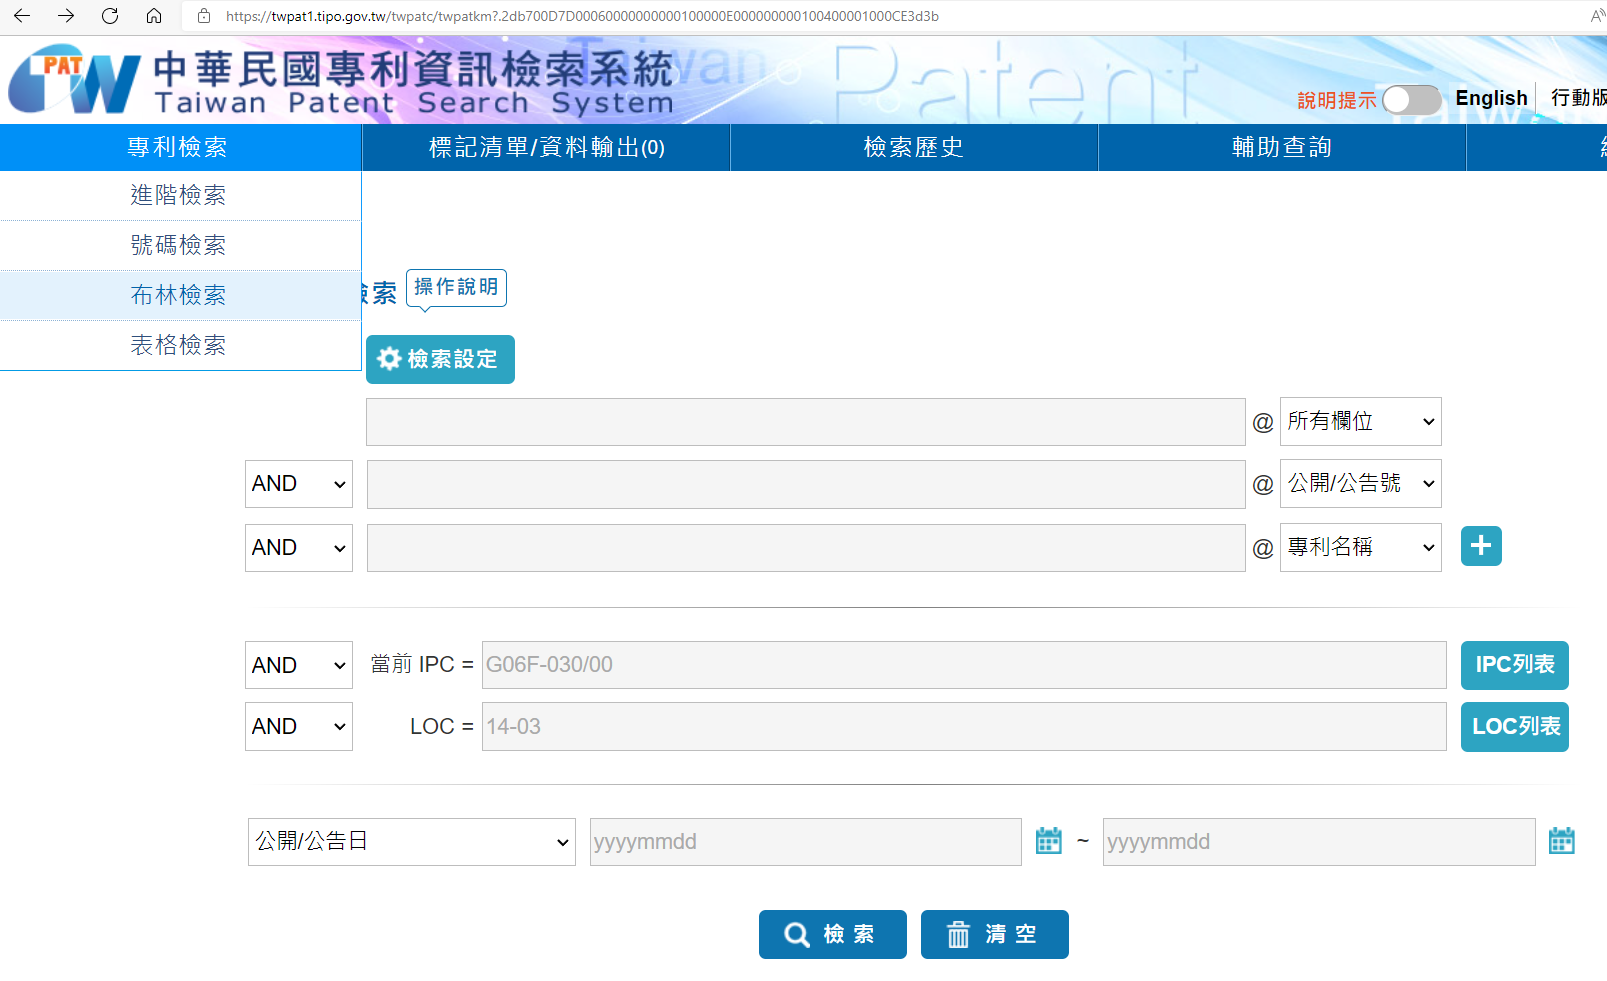 https://twpat1.tipo.gov.tw/twpatc/twpatkm?.2db700D7D00060000000000100000E000000000100400001000CE3d3b
PAT
中華民國專利資訊檢索系統
Taiwan Patent Search System
Patent
說明提示
English
行動版
專利檢索
標記清單/資料輸出(0)
檢索歷史
輔助查詢
進階檢索
號碼檢索
布林檢索
表格檢索
檢索
操作說明
檢索設定
@ 所有欄位
AND @ 公開/公告號
AND @ 專利名稱 +
AND 當前 IPC = G06F-030/00 IPC列表
AND LOC = 14-03 LOC列表
公開/公告日 yyyymmdd ~ yyyymmdd
檢索
清空